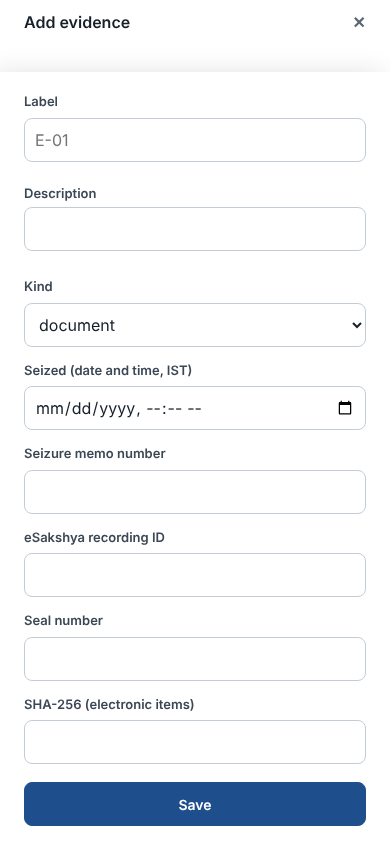 Add evidence ×
Label
E-01
Description
Kind
document
Seized (date and time, IST)
mm/dd/yyyy, --:-- --
Seizure memo number
eSakshya recording ID
Seal number
SHA-256 (electronic items)
Save